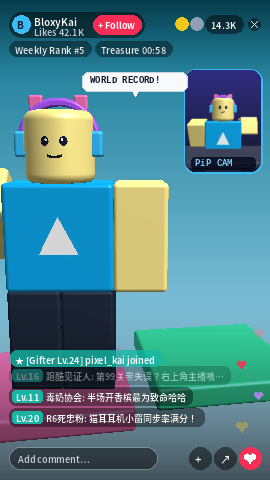 B BloxyKai
Likes 42.1K
+ Follow
14.3K
Weekly Rank #5
Treasure 00:58
WORLD RECORD!
PiP CAM
★ [Gifter Lv.24] pixel_kai joined
Lv.16 跑酷见证人: 第99关零失误？右上角主播嘴…
Lv.11 毒奶协会: 半场开香槟最为致命哈哈
Lv.20 R6死忠粉: 猫耳耳机小窗同步率满分！
Add comment...